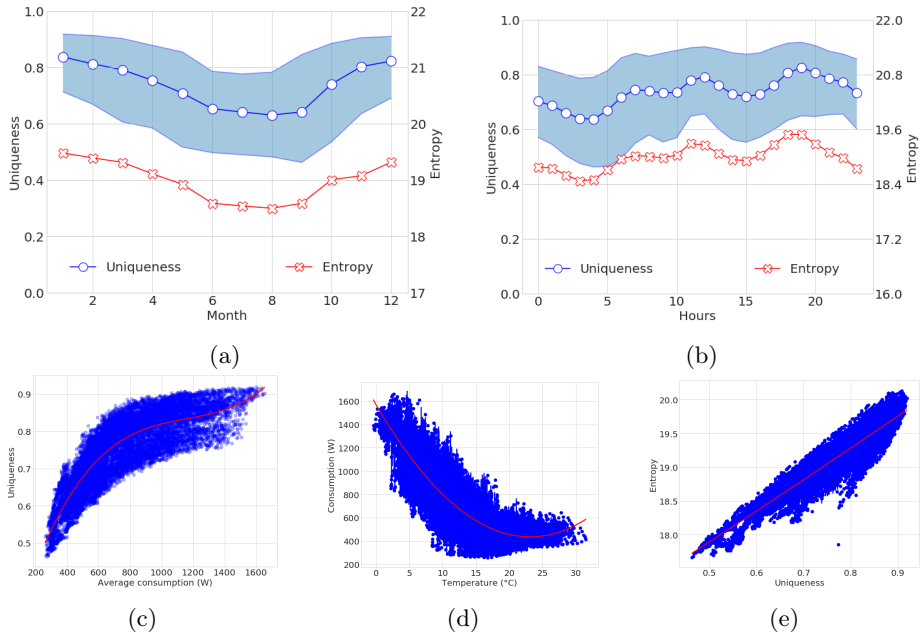 1.0
0.8
0.6
0.4
0.2
0.0
Uniqueness
22
21
20
19
18
17
Entropy
Uniqueness
Entropy
2
4
6
8
10
12
Month
(a)
1.0
0.8
0.6
0.4
0.2
0.0
Uniqueness
22.0
20.8
19.6
18.4
17.2
16.0
Entropy
Uniqueness
Entropy
0
5
10
15
20
Hours
(b)
0.9
0.8
0.7
0.6
0.5
Uniqueness
200 400 600 800 1000 1200 1400 1600
Average consumption (W)
(c)
1600
1400
1200
1000
800
600
400
200
Consumption (W)
0 5 10 15 20 25 30
Temperature (°C)
(d)
20.0
19.5
19.0
18.5
18.0
Entropy
0.5 0.6 0.7 0.8 0.9
Uniqueness
(e)